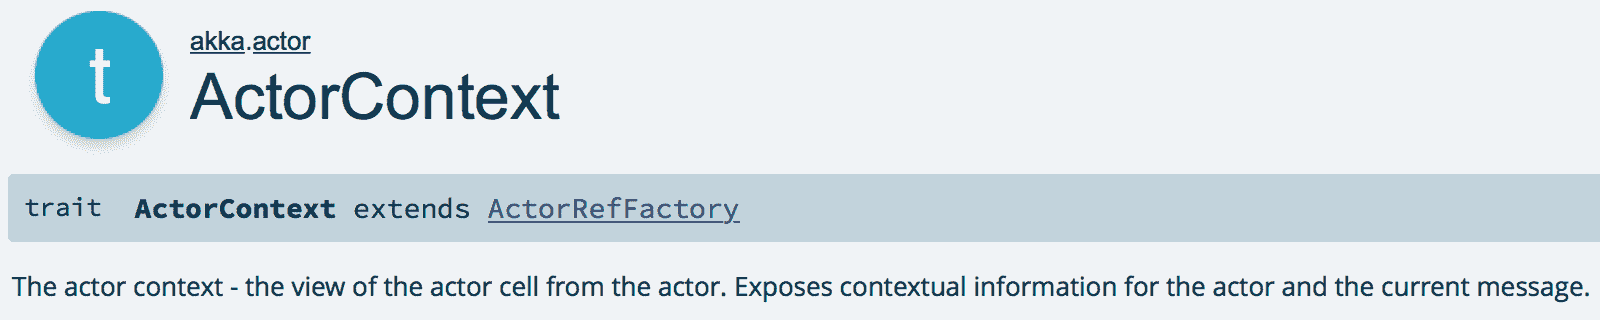 t
akka.actor
ActorContext
trait ActorContext extends ActorRefFactory
The actor context - the view of the actor cell from the actor. Exposes contextual information for the actor and the current message.